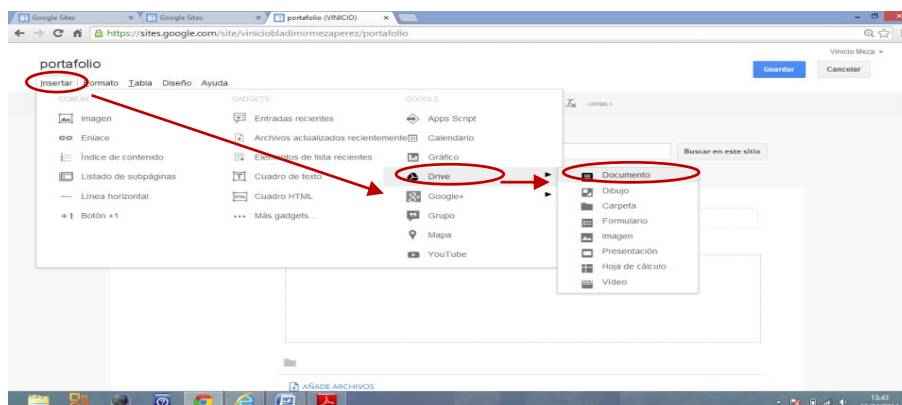 Google Sites
Google Sites
portafolio (VINICIO)
https://sites.google.com/site/viniciobladimirmezaperez/portafolio
Vinicio Meza
portafolio
Guardar
Cancelar
Insertar Formato Tabla Diseño Ayuda
COMÚN
GADGETS
GOOGLE
<HTML>
Imagen
Entradas recientes
Apps Script
Enlace
Archivos actualizados recientemente
Calendario
Índice de contenido
Elementos de lista recientes
Gráfico
Buscar en este sitio
Listado de subpáginas
Cuadro de texto
Drive
Documento
Línea horizontal
Cuadro HTML
Google+
Dibujo
+1 Botón +1
Más gadgets...
Grupo
Carpeta
Mapa
Formulario
YouTube
Imagen
Presentación
Hoja de cálculo
Vídeo
AÑADE ARCHIVOS
13:43